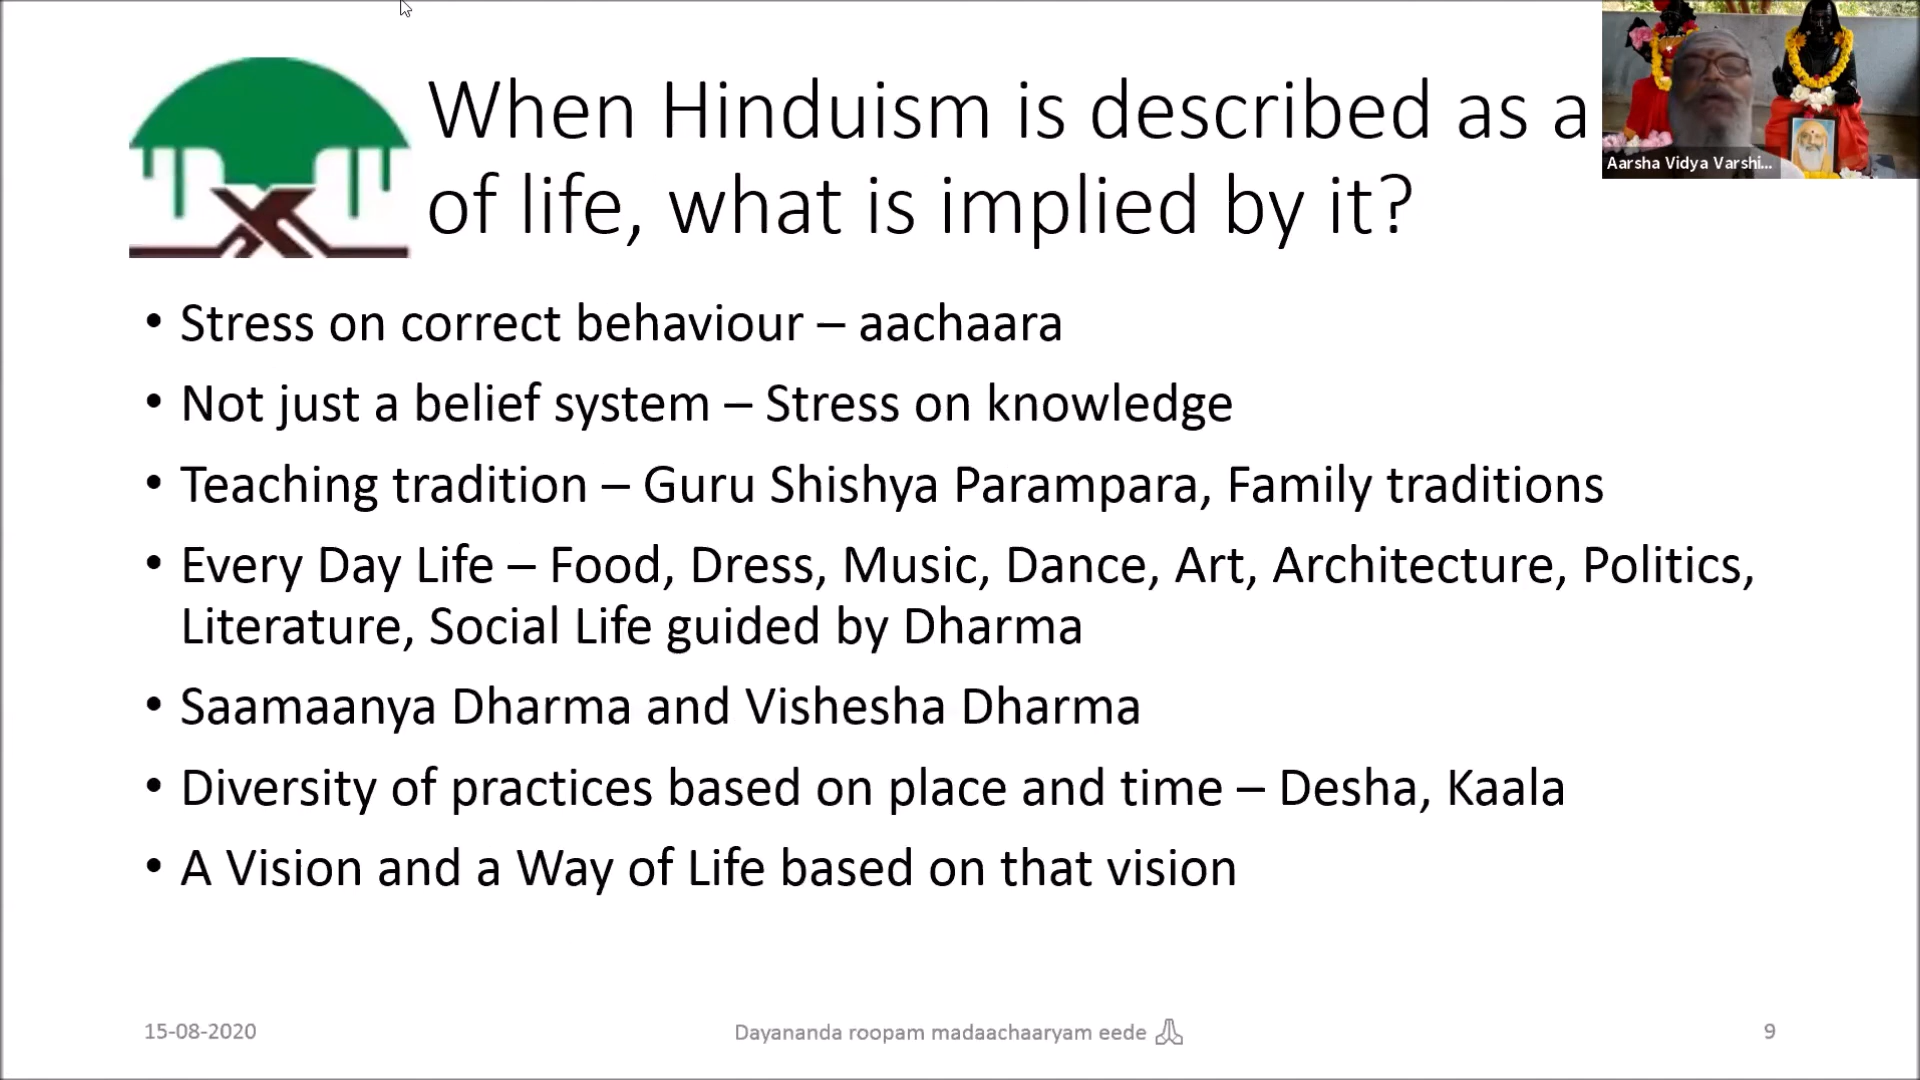 When Hinduism is described as a
of life, what is implied by it?
Aarsha Vidya Varshi...
• Stress on correct behaviour – aachaara
• Not just a belief system – Stress on knowledge
• Teaching tradition – Guru Shishya Parampara, Family traditions
• Every Day Life – Food, Dress, Music, Dance, Art, Architecture, Politics,
Literature, Social Life guided by Dharma
• Saamaanya Dharma and Vishesha Dharma
• Diversity of practices based on place and time – Desha, Kaala
• A Vision and a Way of Life based on that vision
15-08-2020
Dayananda roopam madaachaaryam eede 🙏
9